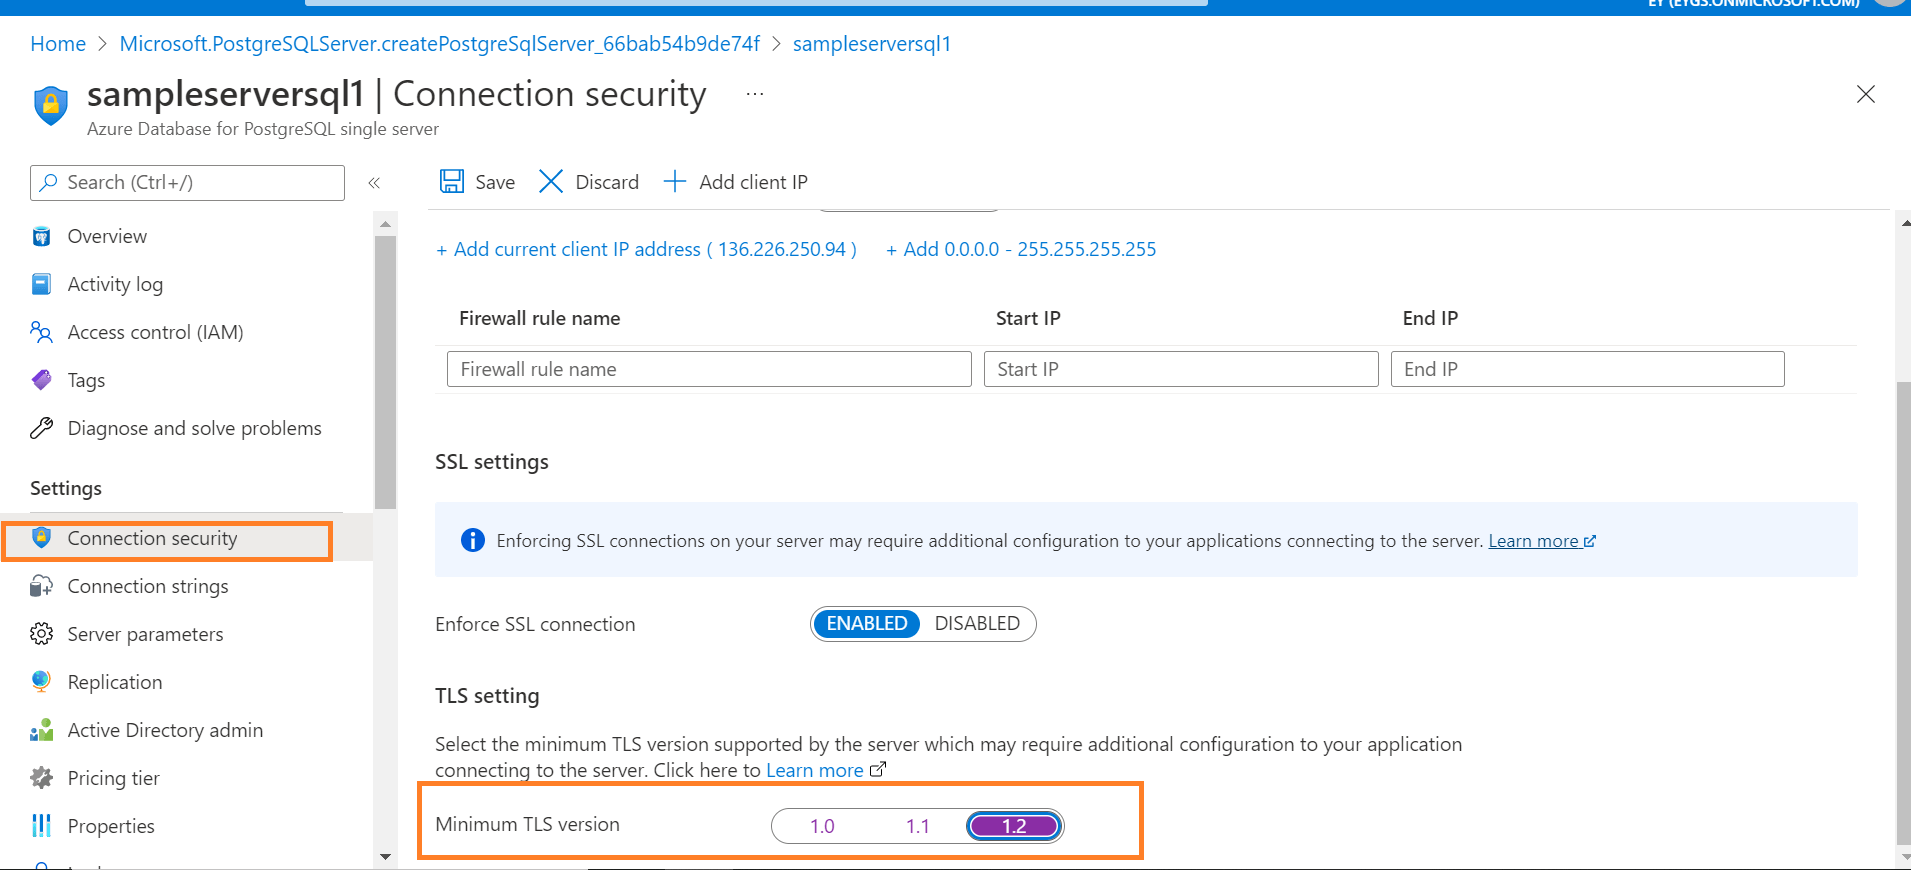 EY (EYGS.ONMICROSOFT.COM)
Home > Microsoft.PostgreSQLServer.createPostgreSqlServer_66bab54b9de74f > sampleserversql1
sampleserversql1 | Connection security ...
Azure Database for PostgreSQL single server
Search (Ctrl+/)
«
Save
Discard
Add client IP
Overview
Activity log
Access control (IAM)
Tags
Diagnose and solve problems
Settings
Connection security
Connection strings
Server parameters
Replication
Active Directory admin
Pricing tier
Properties
+ Add current client IP address ( 136.226.250.94 )
+ Add 0.0.0.0 - 255.255.255.255
Firewall rule name
Start IP
End IP
Firewall rule name
Start IP
End IP
SSL settings
Enforcing SSL connections on your server may require additional configuration to your applications connecting to the server. Learn more
Enforce SSL connection
ENABLED
DISABLED
TLS setting
Select the minimum TLS version supported by the server which may require additional configuration to your application
connecting to the server. Click here to Learn more
Minimum TLS version
1.0
1.1
1.2